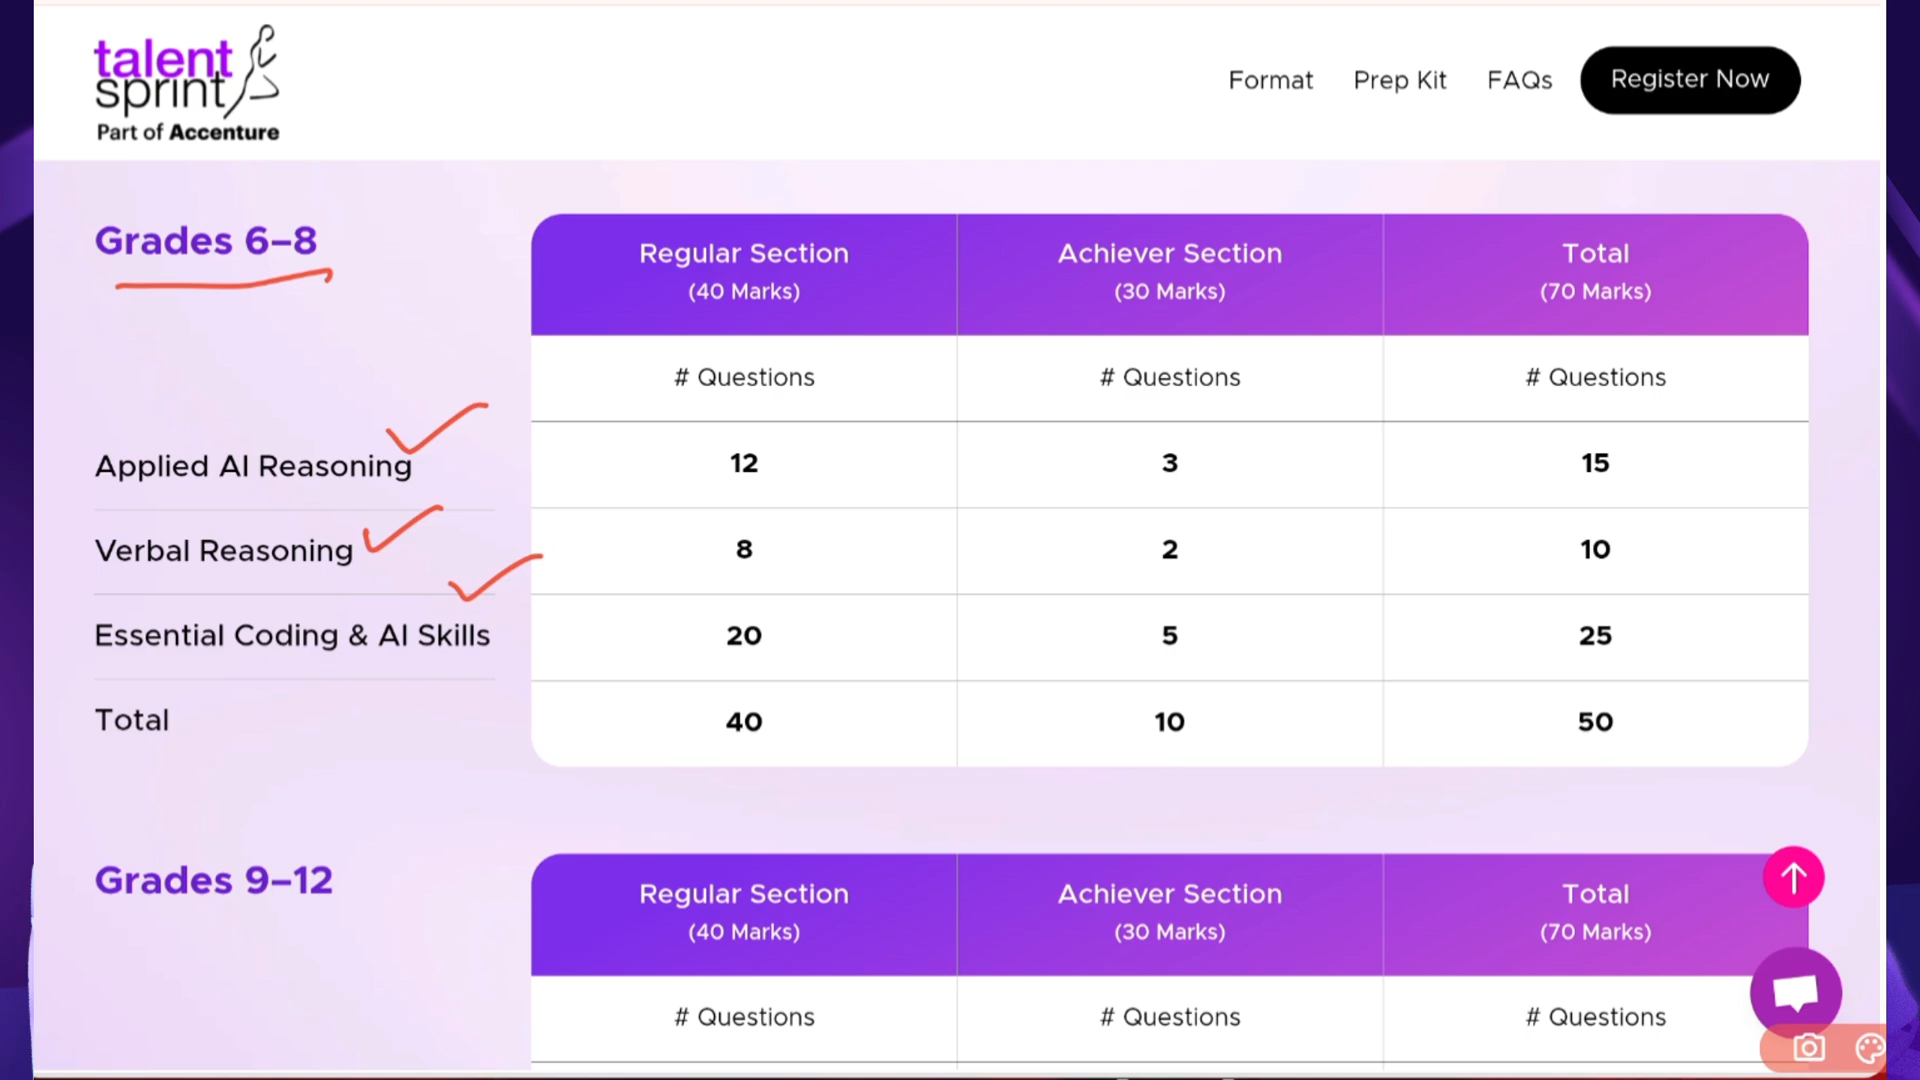 talent
sprint
Part of Accenture
Format Prep Kit FAQs Register Now
Grades 6–8
Regular Section Achiever Section Total
(40 Marks) (30 Marks) (70 Marks)
# Questions # Questions # Questions
Applied AI Reasoning 12 3 15
Verbal Reasoning 8 2 10
Essential Coding & AI Skills 20 5 25
Total 40 10 50
Grades 9–12
Regular Section Achiever Section Total
(40 Marks) (30 Marks) (70 Marks)
# Questions # Questions # Questions